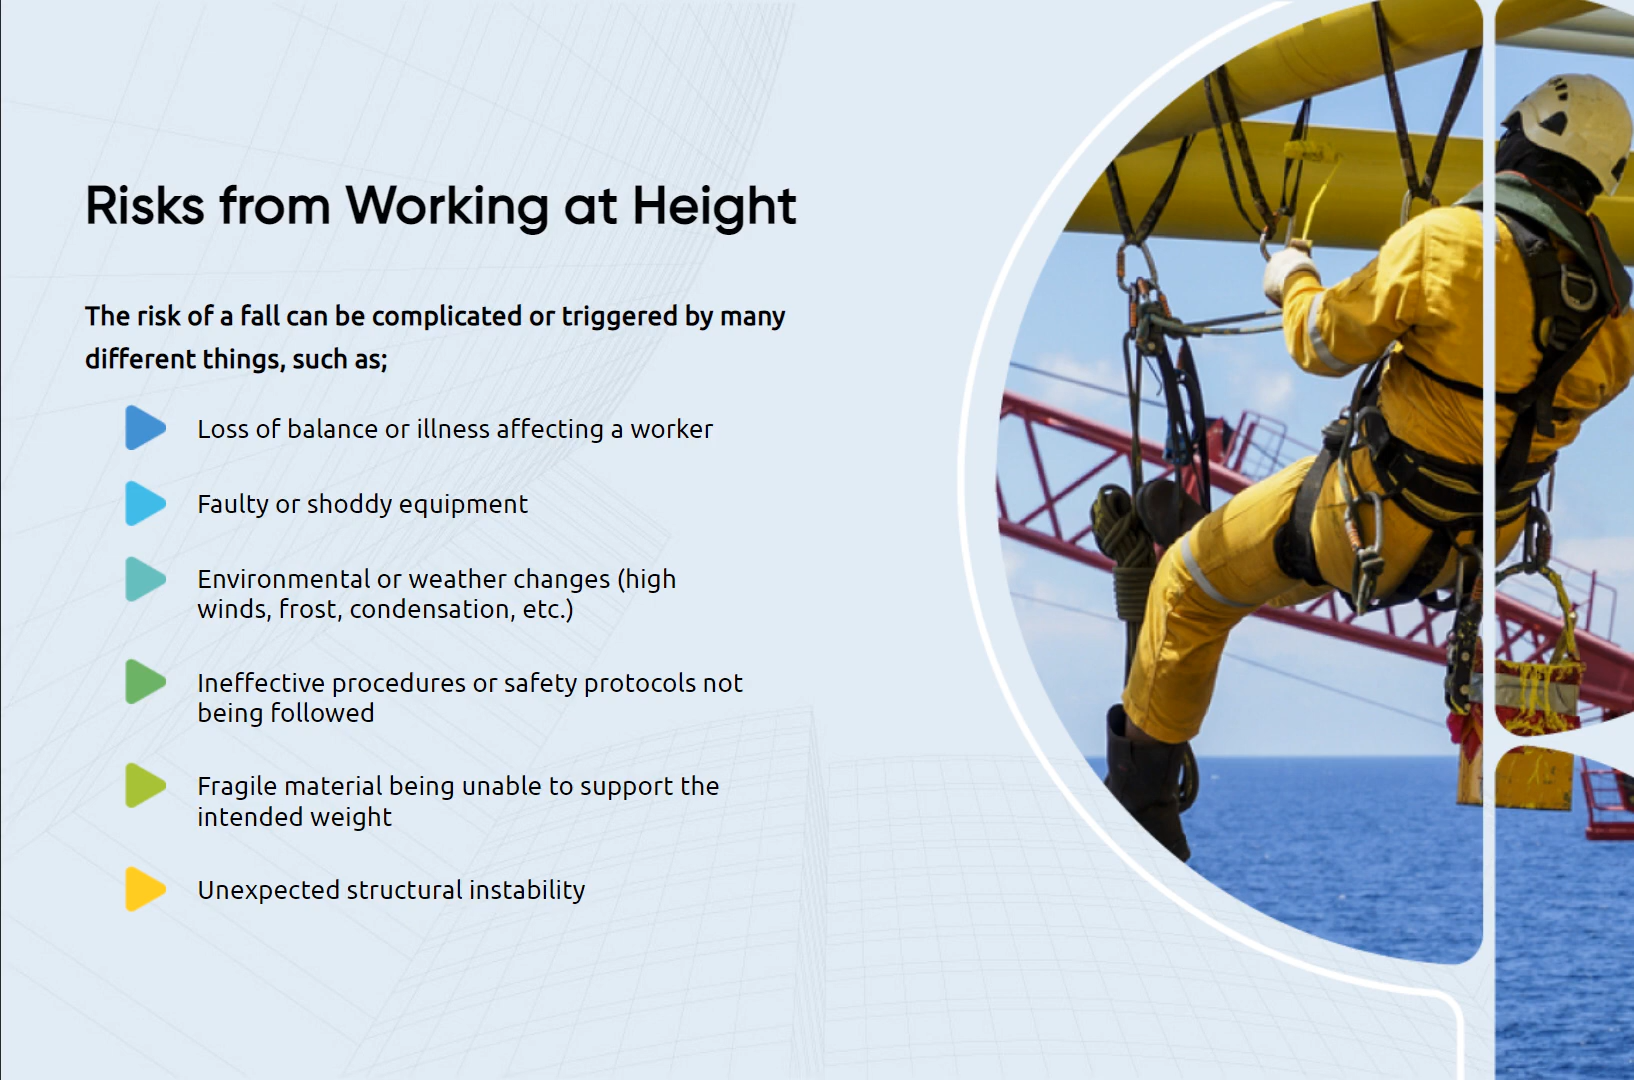 Risks from Working at Height
The risk of a fall can be complicated or triggered by many
different things, such as;
Loss of balance or illness affecting a worker
Faulty or shoddy equipment
Environmental or weather changes (high
winds, frost, condensation, etc.)
Ineffective procedures or safety protocols not
being followed
Fragile material being unable to support the
intended weight
Unexpected structural instability